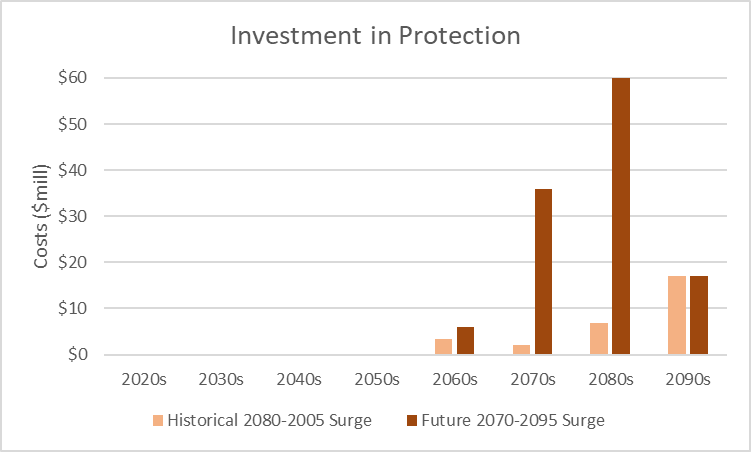 Investment in Protection
$60
$50
$40
$30
$20
$10
$0
Costs ($mill)
2020s 2030s 2040s 2050s 2060s 2070s 2080s 2090s
Historical 2080-2005 Surge Future 2070-2095 Surge